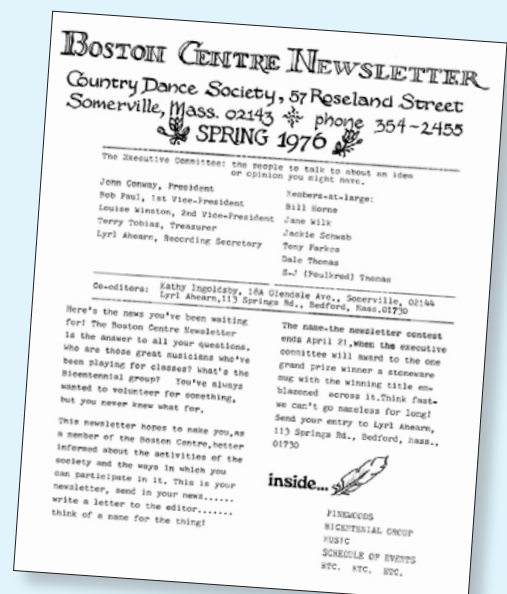 BOSTON CENTRE NEWSLETTER
Country Dance Society, 57 Roseland Street
Somerville, Mass. 02143 phone 354-2455
SPRING 1976
The Executive Committee: the people to talk to about an idea
or opinion you might have.
John Conway, President
Rob Paul, 1st Vice-President
Louise Winston, 2nd Vice-President
Terry Tobias, Treasurer
Lyrl Ahearn, Recording Secretary
Members-at-large:
Bill Horne
Jane Wilk
Jackie Schwab
Tony Parkes
Dale Thomas
S-J (Foulkrod) Thomas
Co-editors: Kathy Ingoldsby, 18A Glendale Ave., Somerville, 02144
Lyrl Ahearn, 113 Springs Rd., Bedford, Mass. 01730
Here's the news you've been waiting
for! The Boston Centre Newsletter
is the answer to all your questions.
Who are those great musicians who've
been playing for classes? What's the
Bicentennial group? You've always
wanted to volunteer for something,
but you never knew what for.
This newsletter hopes to make you, as
a member of the Boston Centre, better
informed about the activities of the
society and the ways in which you
can participate in it. This is your
newsletter, send in your news......
write a letter to the editor.......
think of a name for the thing!
The name-the newsletter contest
ends April 21, when the executive
committee will award to the one
grand prize winner a stoneware
mug with the winning title em-
blazoned across it. Think fast-
we can't go nameless for long!
Send your entry to Lyrl Ahearn,
113 Springs Rd., Bedford, Mass.,
01730
inside...
PINEWOODS
BICENTENNIAL GROUP
MUSIC
SCHEDULE OF EVENTS
ETC. ETC. ETC.